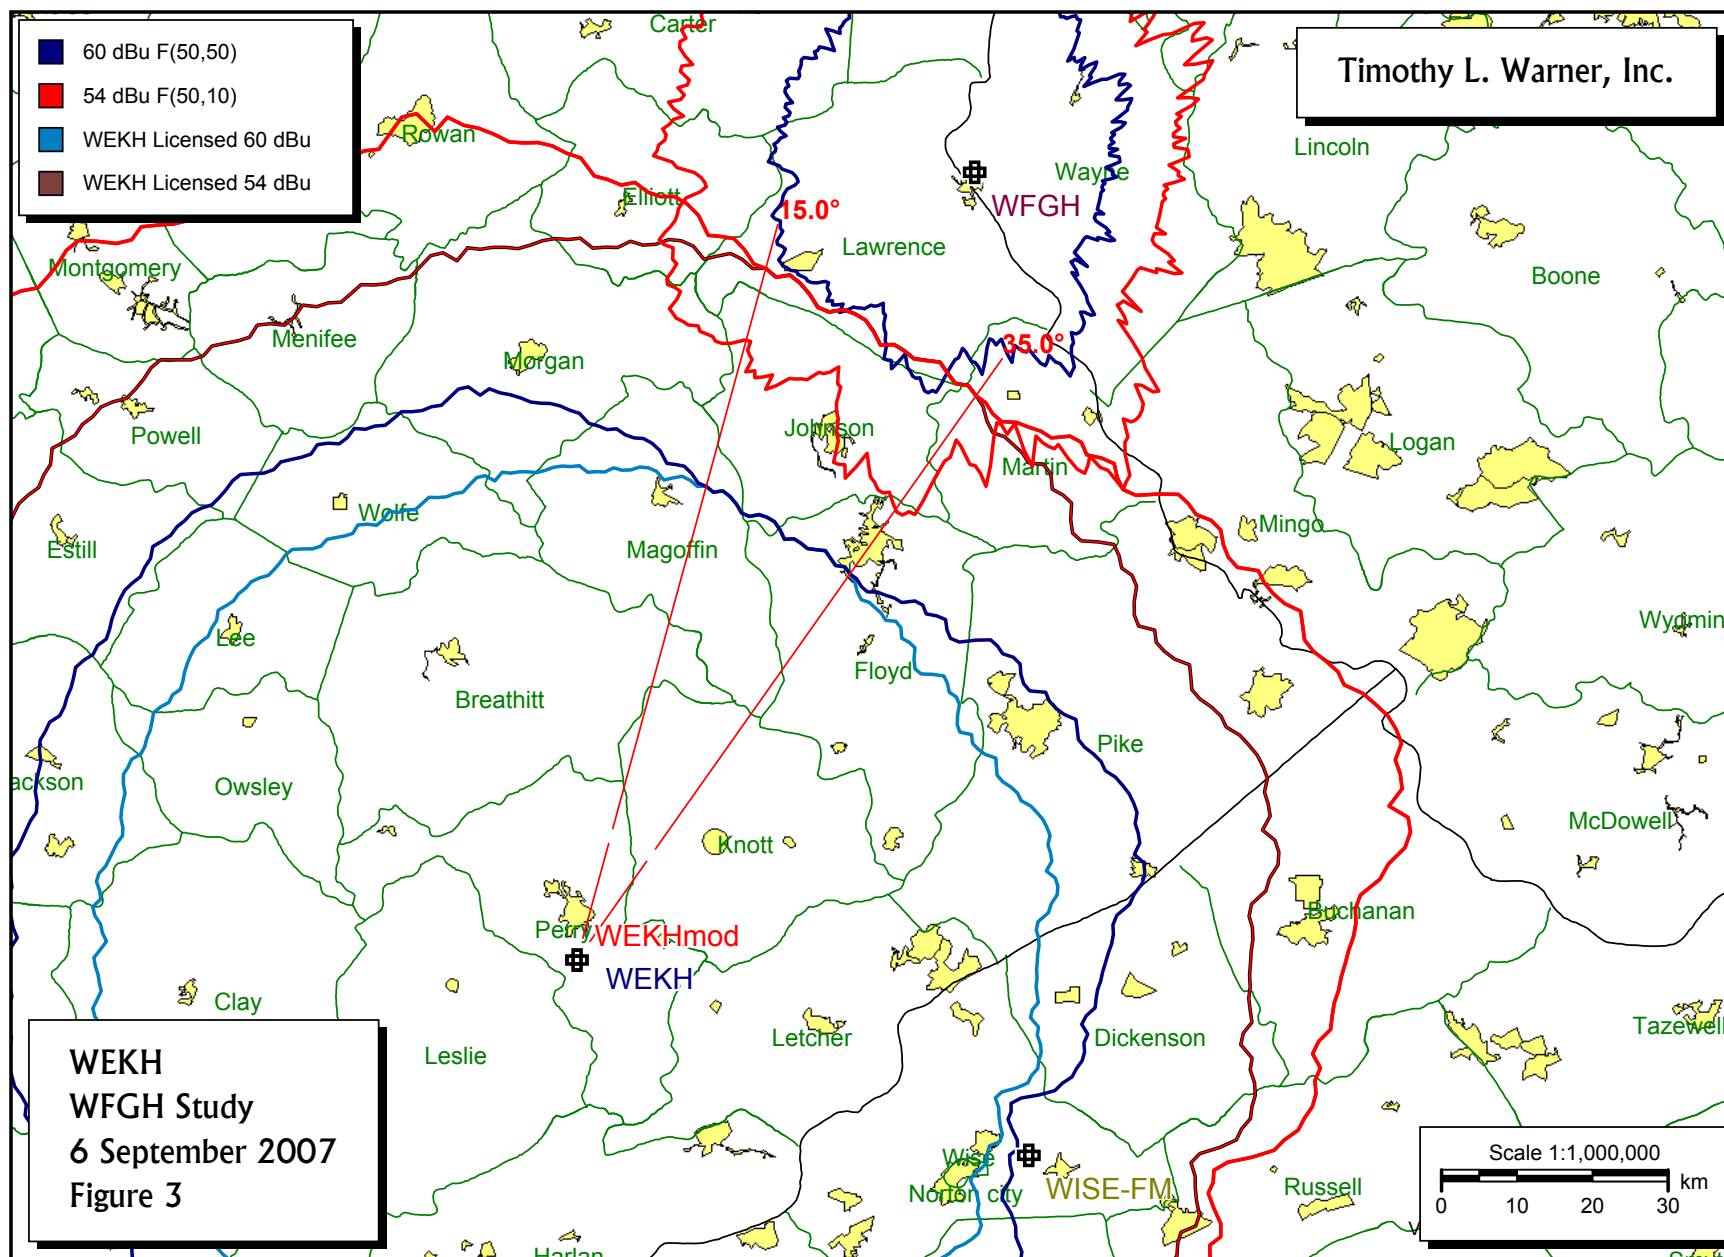 60 dBu F(50,50)
54 dBu F(50,10)
WEKH Licensed 60 dBu
WEKH Licensed 54 dBu
Timothy L. Warner, Inc.
Carter
Rowan
Lincoln
Wayne
Elliott
15.0°
WFGH
Lawrence
Montgomery
Boone
Menifee
35.0°
Morgan
Powell
Johnson
Logan
Martin
Wolfe
Mingo
Estill
Magoffin
Lee
Wyomin
Floyd
Breathitt
Pike
ackson
Owsley
McDowell
Knott
Buchanan
Perry
WEKHmod
WEKH
Clay
Tazewell
Letcher
Dickenson
Leslie
WEKH
WFGH Study
6 September 2007
Figure 3
Wise
Norton city
WISE-FM
Russell
Scale 1:1,000,000
0 10 20 30 km
Harlan